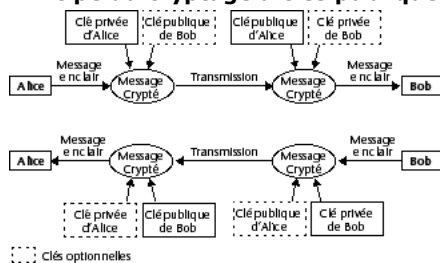 Clé privée d'Alice
Clé publique de Bob
Clé publique d'Alice
Clé privée de Bob
Message en clair
Transmission
Message en clair
Alice
Message Crypté
Message Crypté
Bob
Message en clair
Transmission
Message en clair
Alice
Message Crypté
Message Crypté
Bob
Clé privée d'Alice
Clé publique de Bob
Clé publique d'Alice
Clé privée de Bob
Clés optionnelles